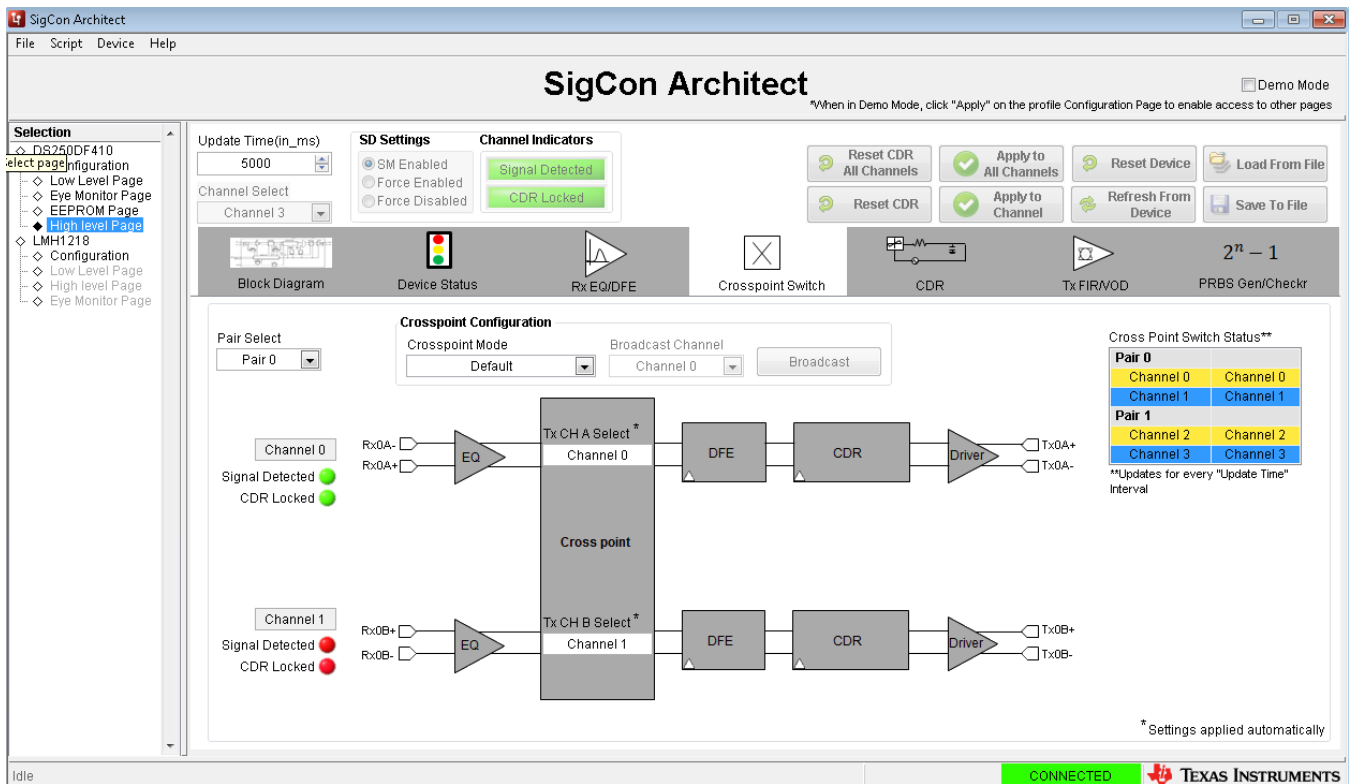 SigCon Architect
File Script Device Help
SigCon Architect
Demo Mode
*When in Demo Mode, click "Apply" on the profile Configuration Page to enable access to other pages
Selection
DS250DF410
Select page
nfiguration
Low Level Page
Eye Monitor Page
EEPROM Page
High level Page
LMH1218
Configuration
Low Level Page
High level Page
Eye Monitor Page
Update Time(in_ms)
5000
Channel Select
Channel 3
SD Settings
SM Enabled
Force Enabled
Force Disabled
Channel Indicators
Signal Detected
CDR Locked
Reset CDR
All Channels
Apply to
All Channels
Reset Device
Load From File
Reset CDR
Apply to
Channel
Refresh From
Device
Save To File
Block Diagram
Device Status
Rx EQ/DFE
Crosspoint Switch
CDR
Tx FIR/VOD
2ⁿ − 1
PRBS Gen/Checkr
Pair Select
Pair 0
Crosspoint Configuration
Crosspoint Mode
Default
Broadcast Channel
Channel 0
Broadcast
Cross Point Switch Status**
Pair 0
Channel 0 Channel 0
Channel 1 Channel 1
Pair 1
Channel 2 Channel 2
Channel 3 Channel 3
**Updates for every "Update Time"
Interval
Channel 0
Signal Detected
CDR Locked
Rx0A-
Rx0A+
EQ
Tx CH A Select *
Channel 0
DFE
CDR
Driver
Tx0A+
Tx0A-
Cross point
Channel 1
Signal Detected
CDR Locked
Rx0B+
Rx0B-
EQ
Tx CH B Select *
Channel 1
DFE
CDR
Driver
Tx0B+
Tx0B-
*Settings applied automatically
Idle
CONNECTED
TEXAS INSTRUMENTS